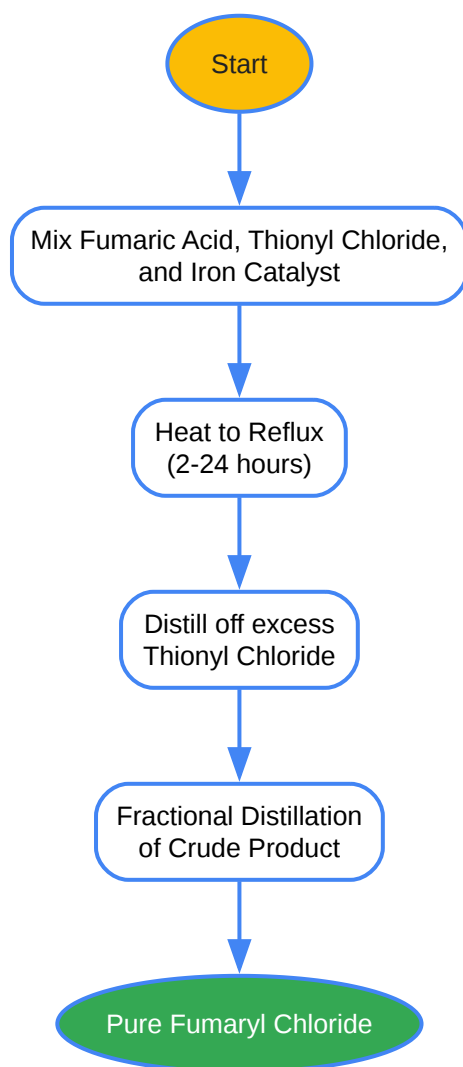 Start
Mix Fumaric Acid, Thionyl Chloride,
and Iron Catalyst
Heat to Reflux
(2-24 hours)
Distill off excess
Thionyl Chloride
Fractional Distillation
of Crude Product
Pure Fumaryl Chloride